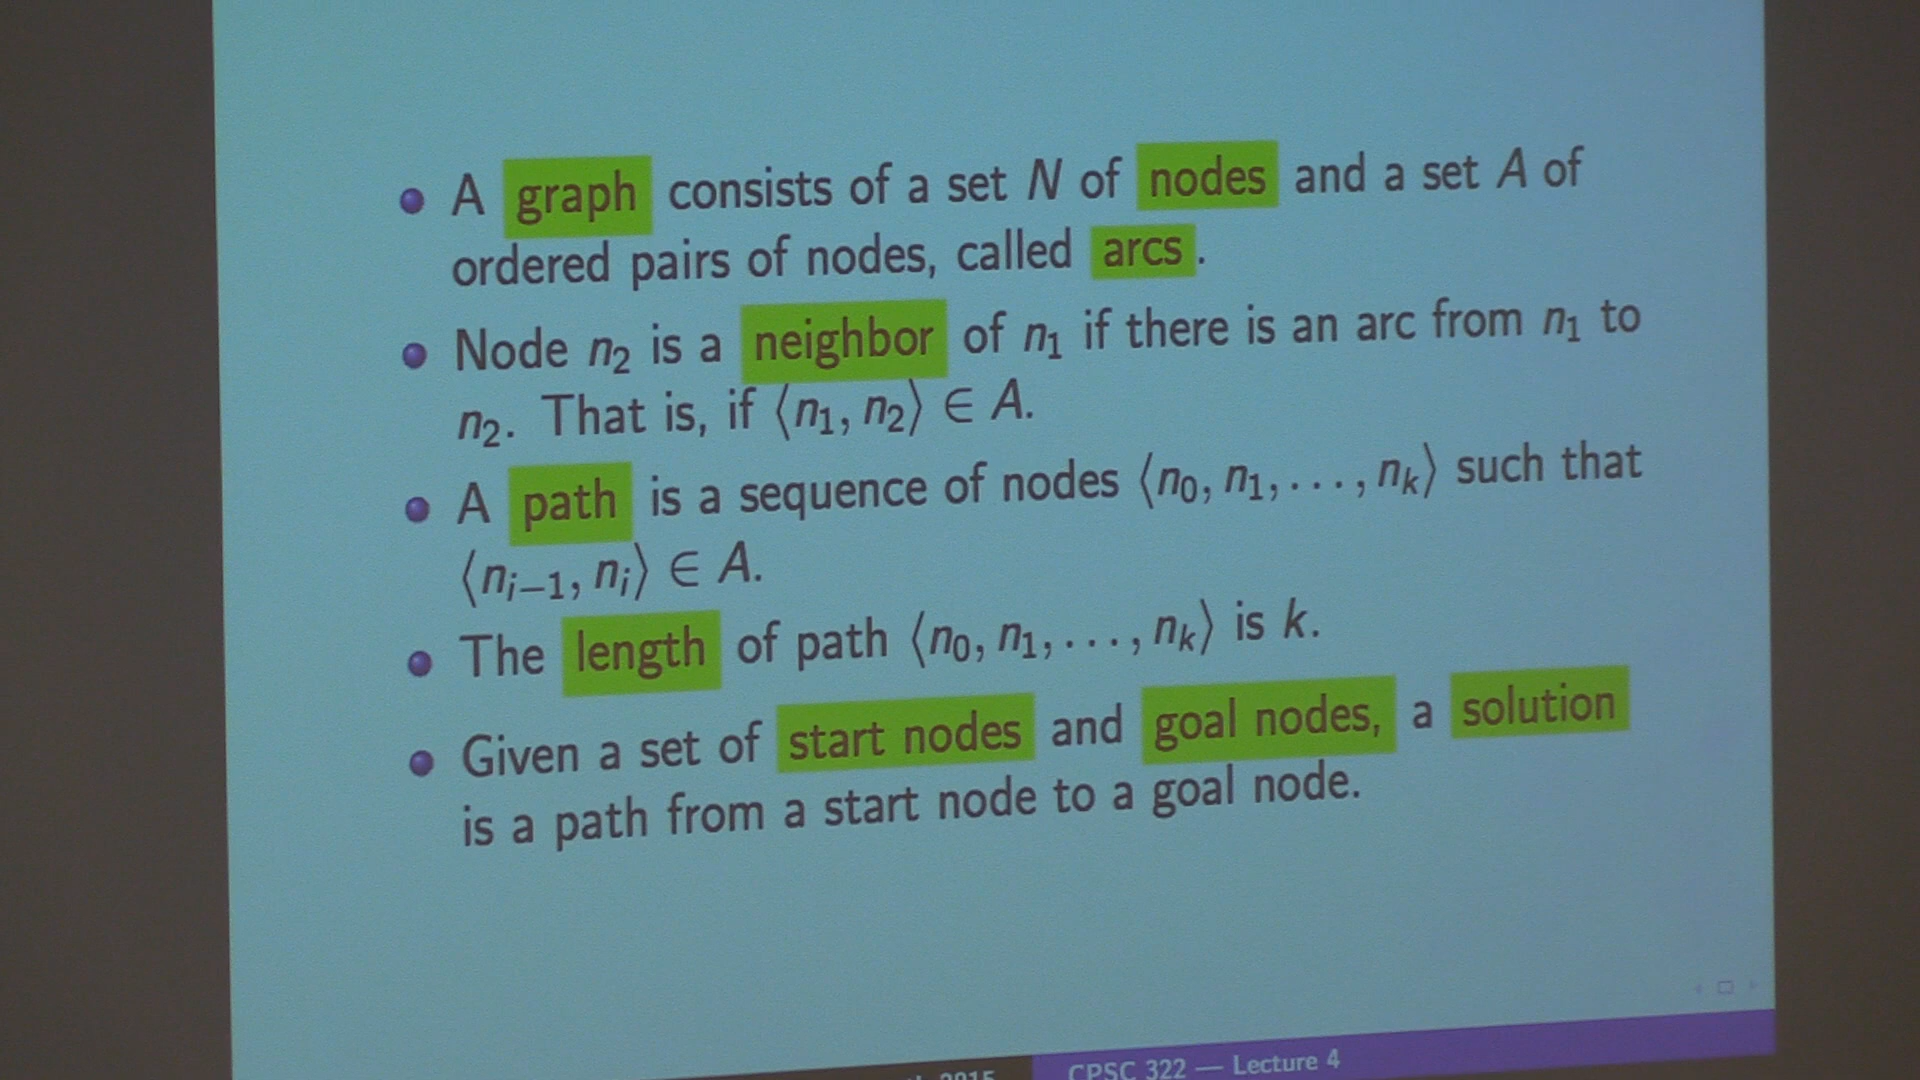 A graph consists of a set N of nodes and a set A of
ordered pairs of nodes, called arcs.
Node n₂ is a neighbor of n₁ if there is an arc from n₁ to
n₂. That is, if ⟨n₁, n₂⟩ ∈ A.
A path is a sequence of nodes ⟨n₀, n₁, . . . , nₖ⟩ such that
⟨nᵢ₋₁, nᵢ⟩ ∈ A.
The length of path ⟨n₀, n₁, . . . , nₖ⟩ is k.
Given a set of start nodes and goal nodes, a solution
is a path from a start node to a goal node.
2015 CPSC 322 — Lecture 4